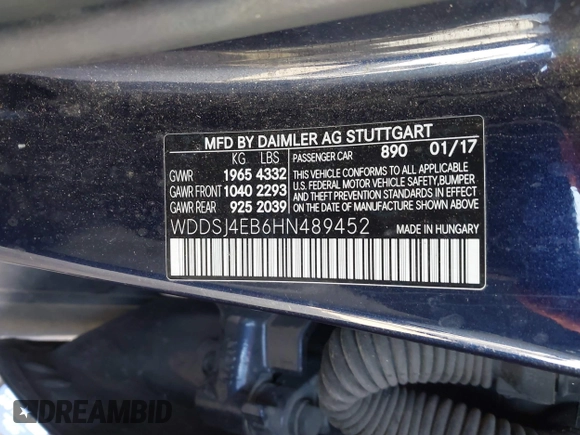 MFD BY DAIMLER AG STUTTGART
KG LBS PASSENGER CAR 890 01/17
GVWR 1965 4332 THIS VEHICLE CONFORMS TO ALL APPLICABLE
GAWR FRONT 1040 2293 U.S. FEDERAL MOTOR VEHICLE SAFETY, BUMPER
AND THEFT PREVENTION STANDARDS IN EFFECT
GAWR REAR 925 2039 ON THE DATE OF MANUFACTURE SHOWN ABOVE.
WDDSJ4EB6HN489452 MADE IN HUNGARY
DREAMBID